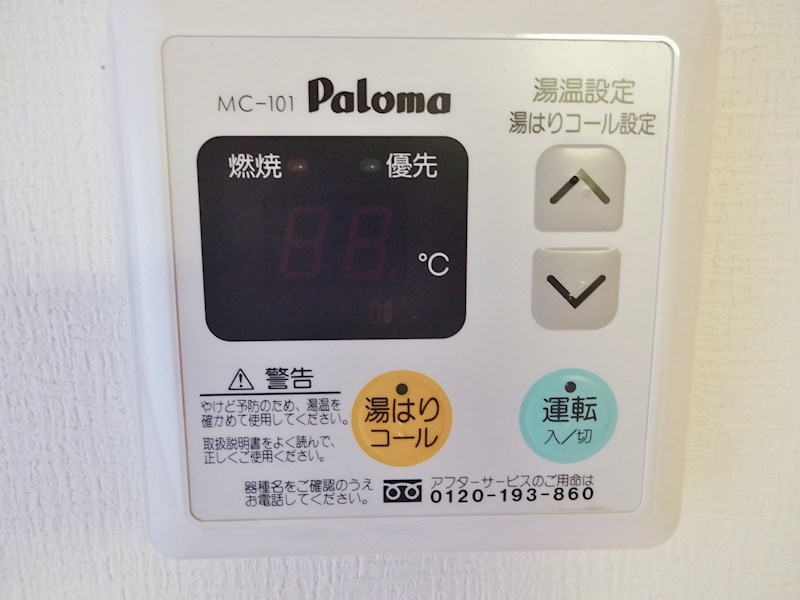 MC-101 Paloma
湯温設定
湯はりコール設定
燃焼 優先
88
℃
警告
やけど予防のため、湯温を
確かめて使用してください。
取扱説明書をよく読んで、
正しくご使用ください。
湯はり
コール
運転
入/切
器種名をご確認のうえ
お電話してください。
アフターサービスのご用命は
0120-193-860